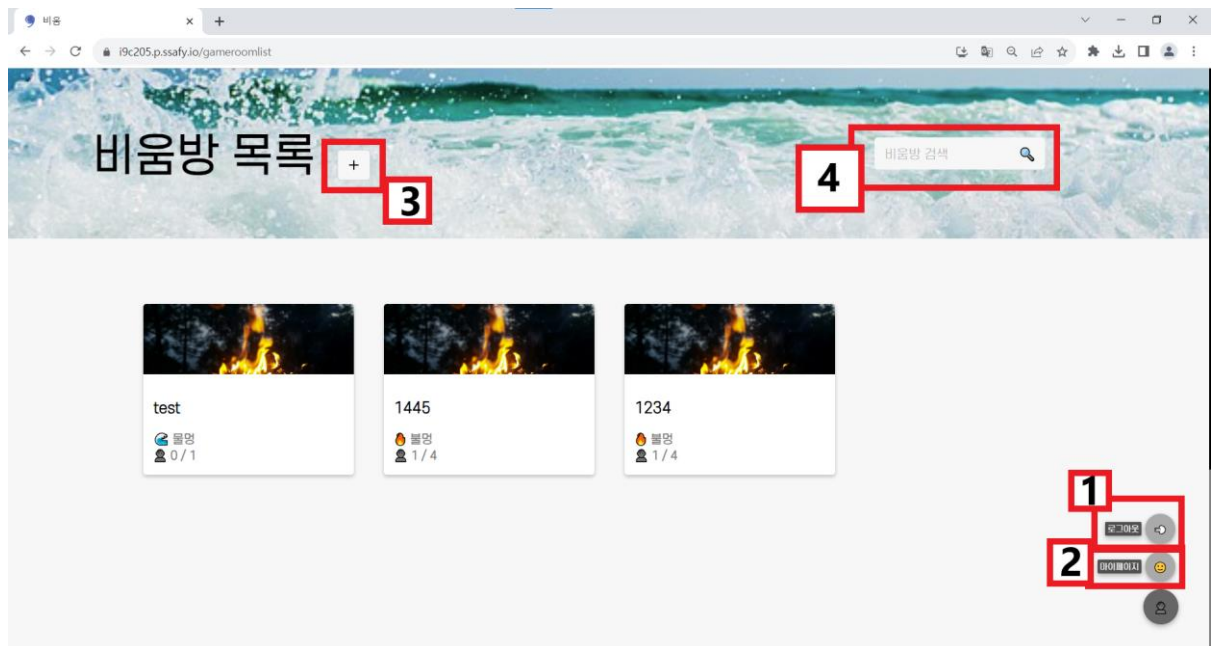 비움
i9c205.p.ssafy.io/gameroomlist
비움방 목록
+
3
4
비움방 검색
test
물멍
0 / 1
1445
불멍
1 / 4
1234
불멍
1 / 4
1
로그아웃
2
마이페이지